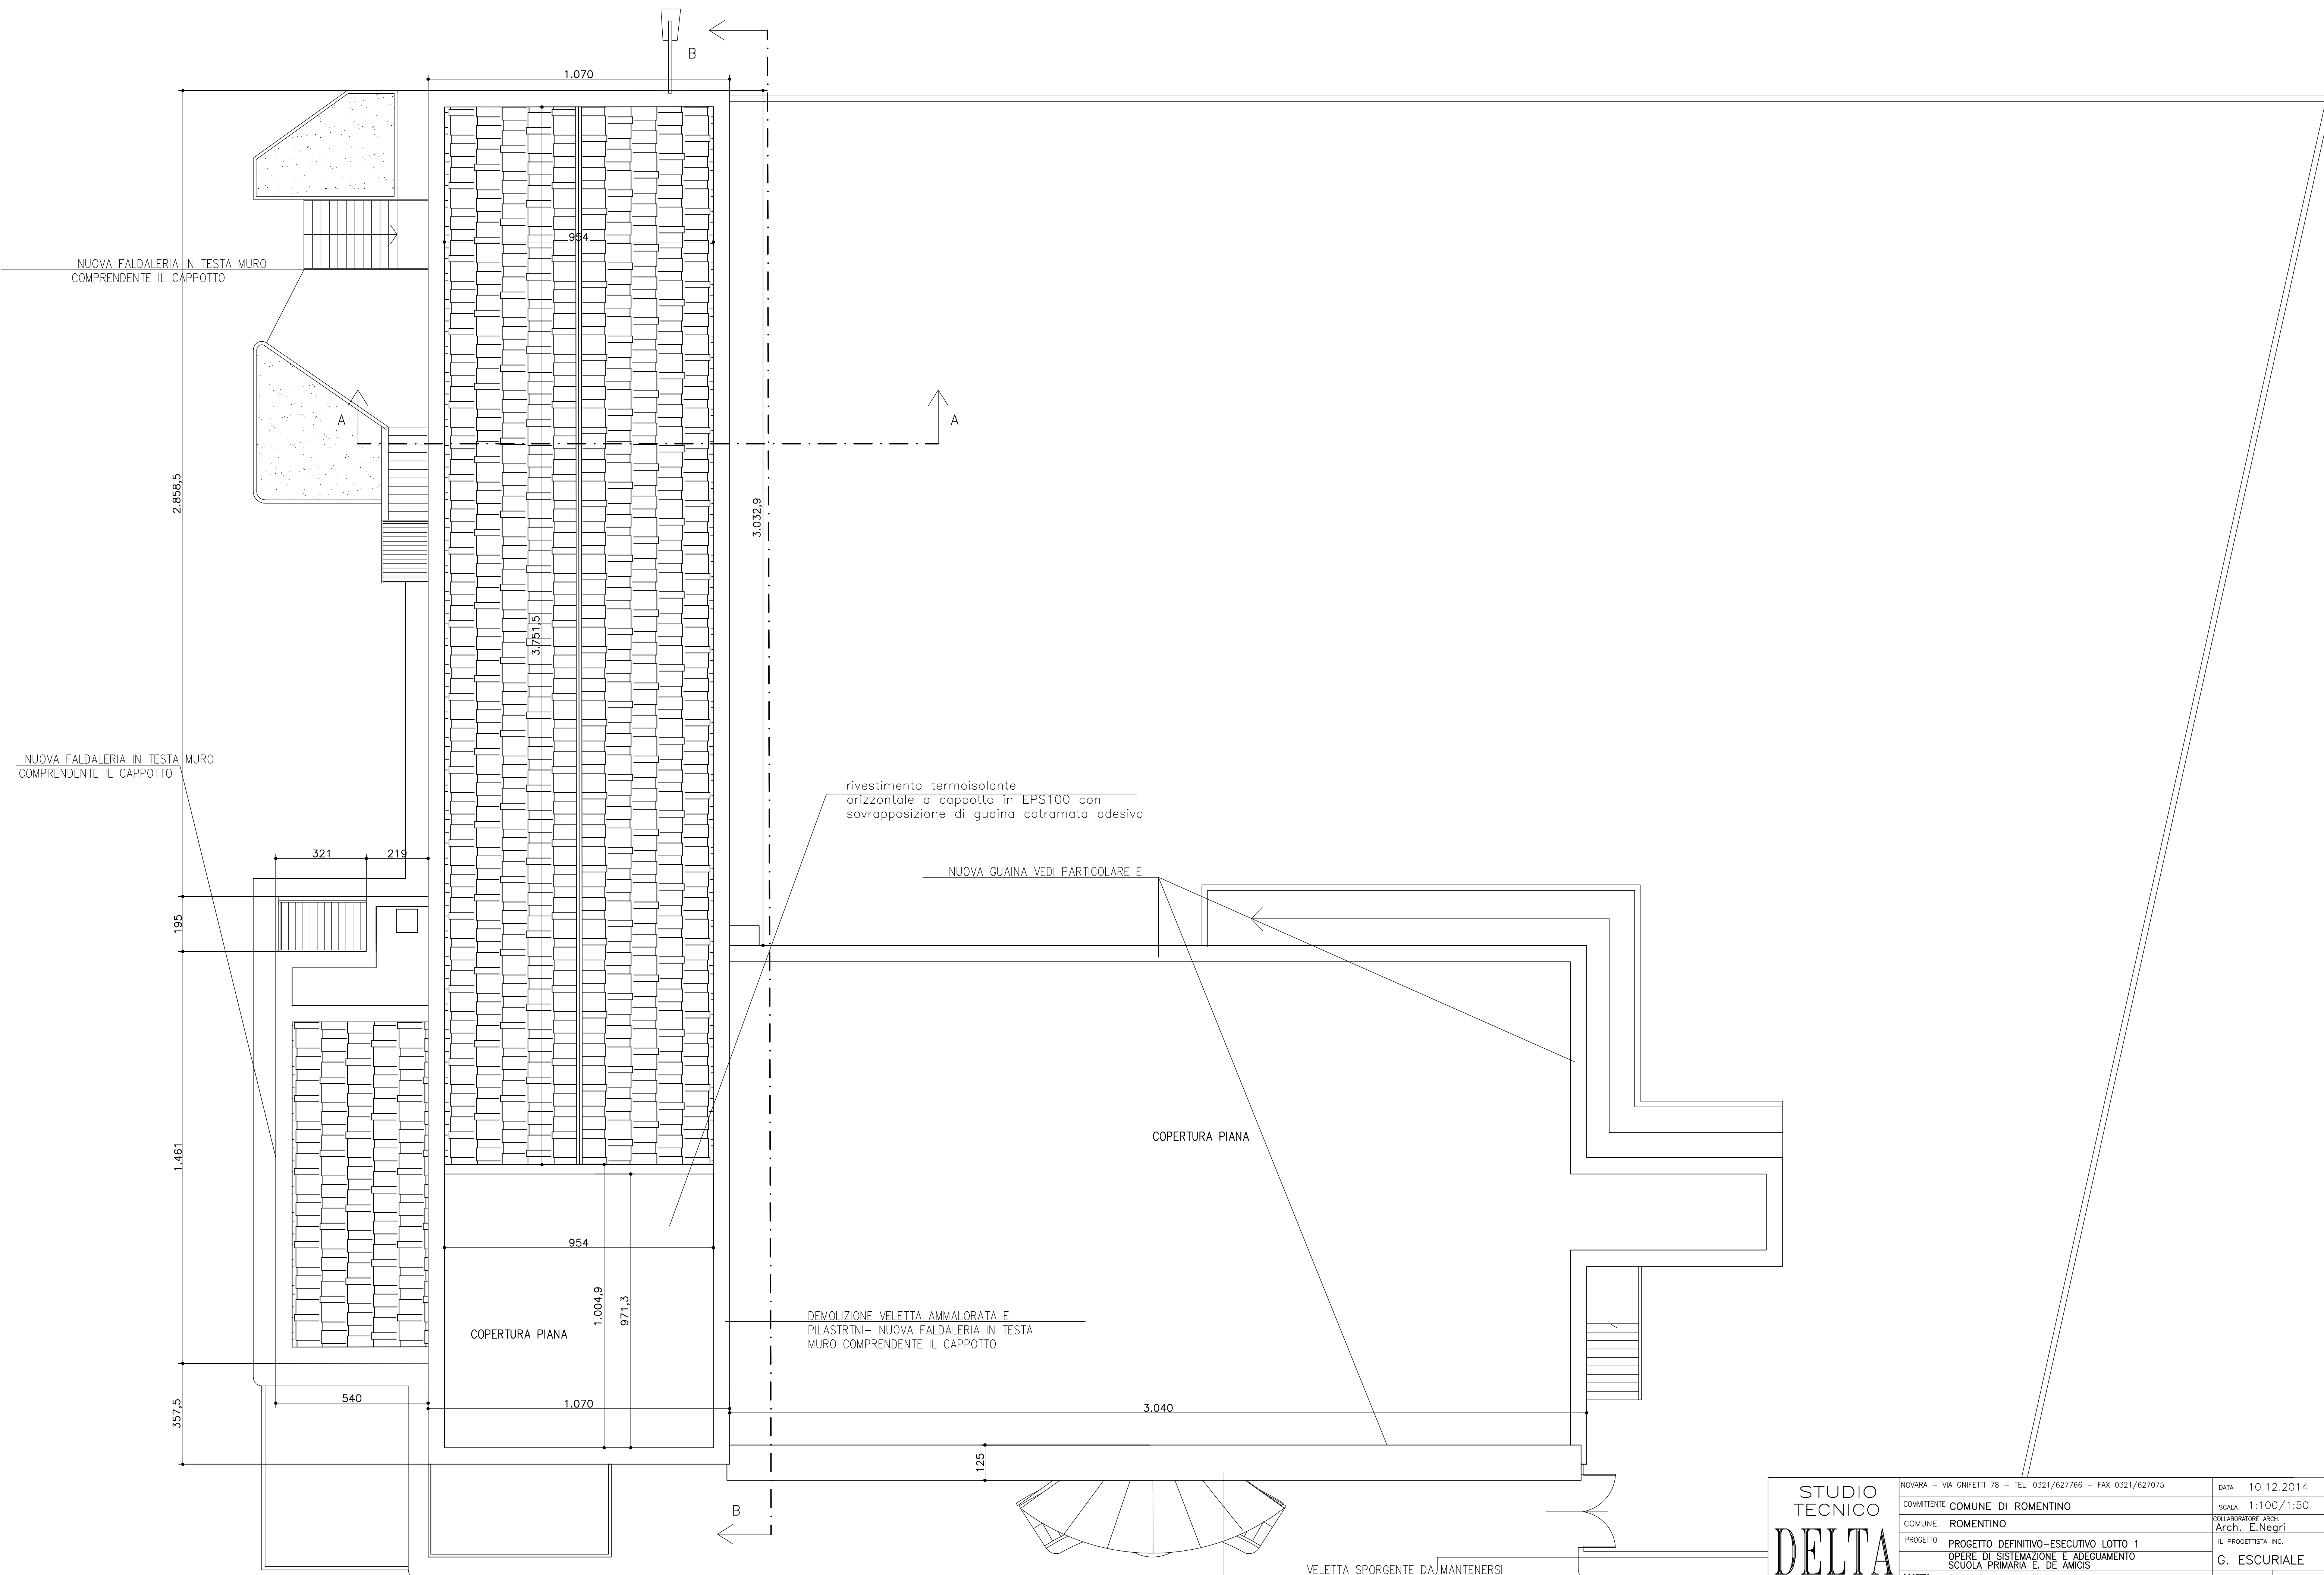 B
1.070
954
NUOVA FALDALERIA IN TESTA MURO
COMPRENDENTE IL CAPPOTTO
A
A
2.858,5
3.032,9
3.751,5
NUOVA FALDALERIA IN TESTA MURO
COMPRENDENTE IL CAPPOTTO
rivestimento termoisolante
orizzontale a cappotto in EPS100 con
sovrapposizione di guaina catramata adesiva
321
219
NUOVA GUAINA VEDI PARTICOLARE E
195
COPERTURA PIANA
1.461
954
1.004,9
971,3
DEMOLIZIONE VELETTA AMMALORATA E
PILASTRTNI- NUOVA FALDALERIA IN TESTA
MURO COMPRENDENTE IL CAPPOTTO
COPERTURA PIANA
540
1.070
3.040
357,5
125
B
VELETTA SPORGENTE DA MANTENERSI
STUDIO
TECNICO
DELTA
NOVARA - VIA GNIFETTI 78 - TEL. 0321/627766 - FAX 0321/627075
DATA 10.12.2014
COMMITTENTE COMUNE DI ROMENTINO
SCALA 1:100/1:50
COMUNE ROMENTINO
COLLABORATORE ARCH.
Arch. E.Negri
PROGETTO PROGETTO DEFINITIVO-ESECUTIVO LOTTO 1
IL PROGETTISTA ING.
OPERE DI SISTEMAZIONE E ADEGUAMENTO
SCUOLA PRIMARIA E. DE AMICIS
G. ESCURIALE